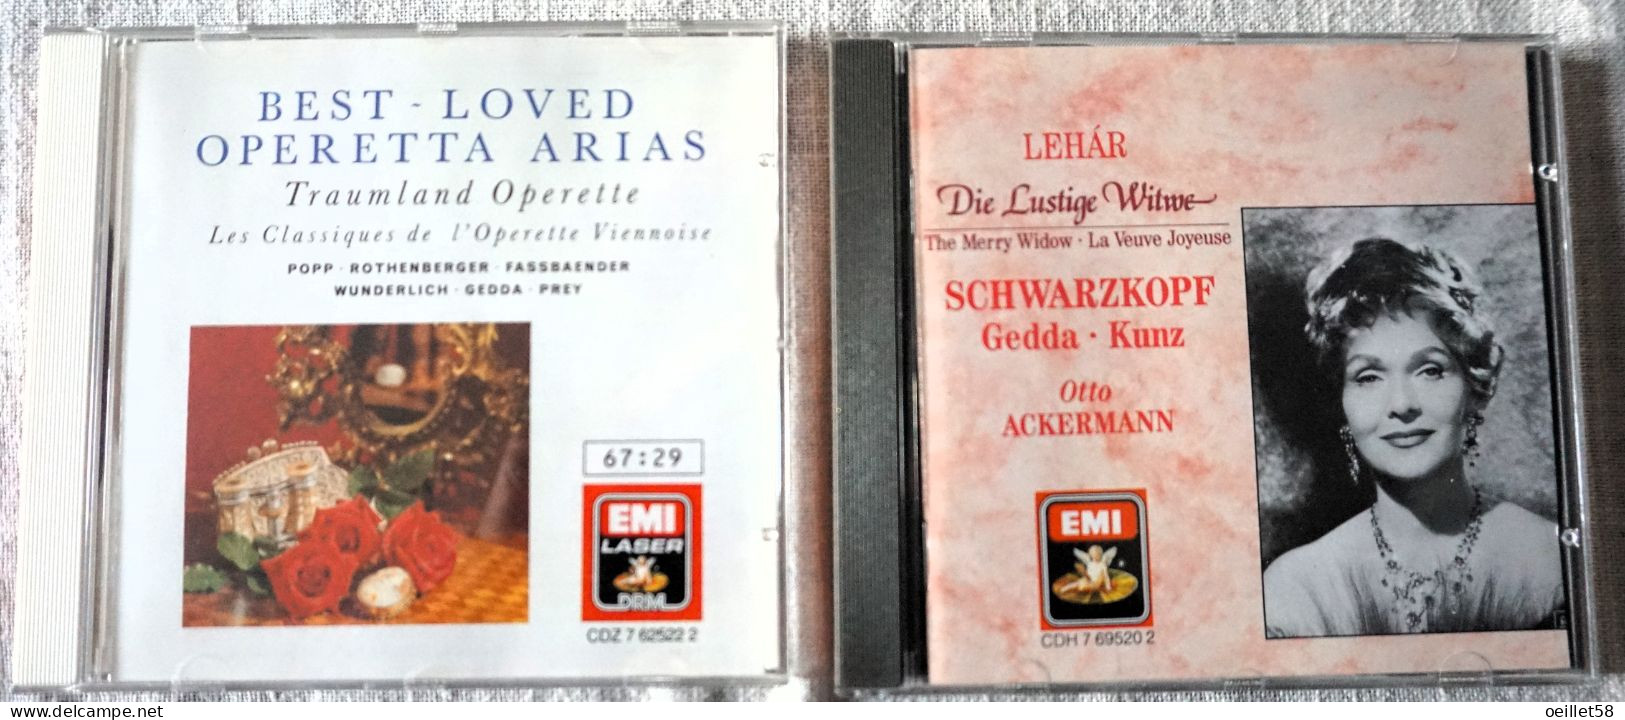 BEST - LOVED
OPERETTA ARIAS
Traumland Operette
Les Classiques de l'Operette Viennoise
POPP · ROTHENBERGER · FASSBAENDER
WUNDERLICH · GEDDA · PREY
67:29
EMI
LASER
DRM
CDZ 7 62522 2
LEHÁR
Die Lustige Witwe
The Merry Widow · La Veuve Joyeuse
SCHWARZKOPF
Gedda · Kunz
Otto
ACKERMANN
EMI
CDH 7 69520 2
www.delcampe.net
oeillet58